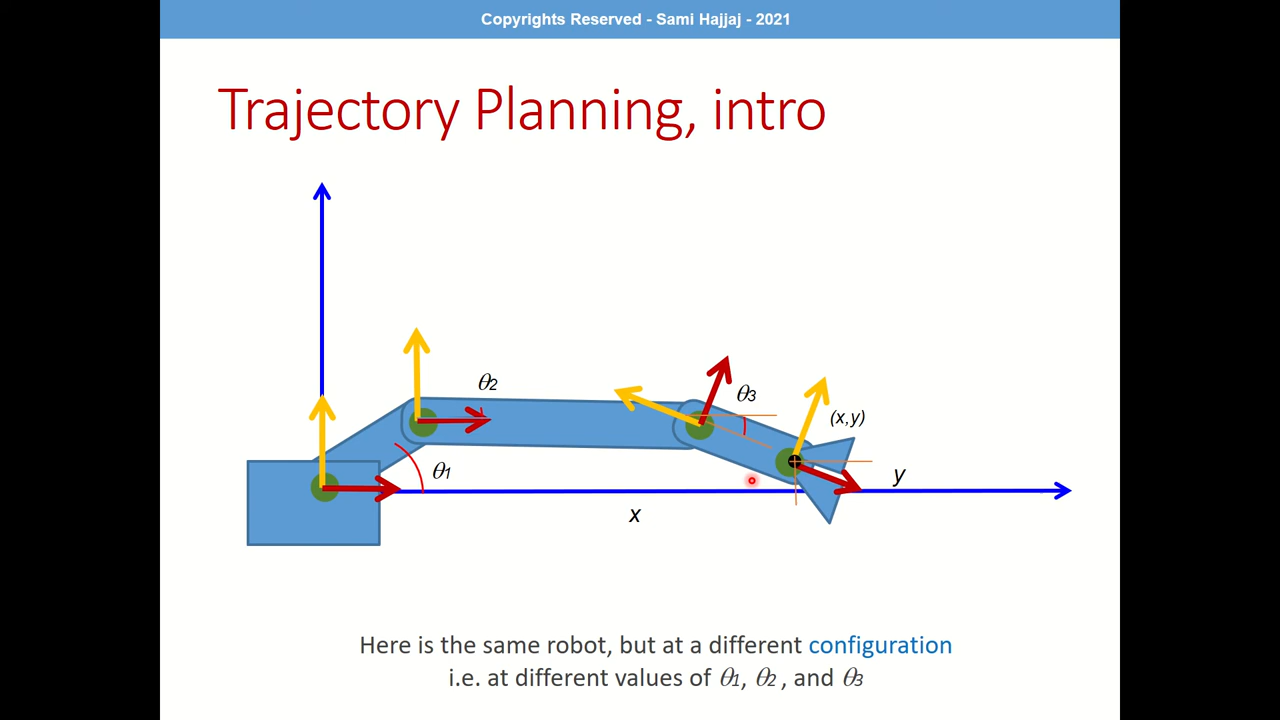 Copyrights Reserved - Sami Hajjaj - 2021
Trajectory Planning, intro
θ2
θ3
(x,y)
θ1
y
x
Here is the same robot, but at a different configuration
i.e. at different values of θ1, θ2 , and θ3